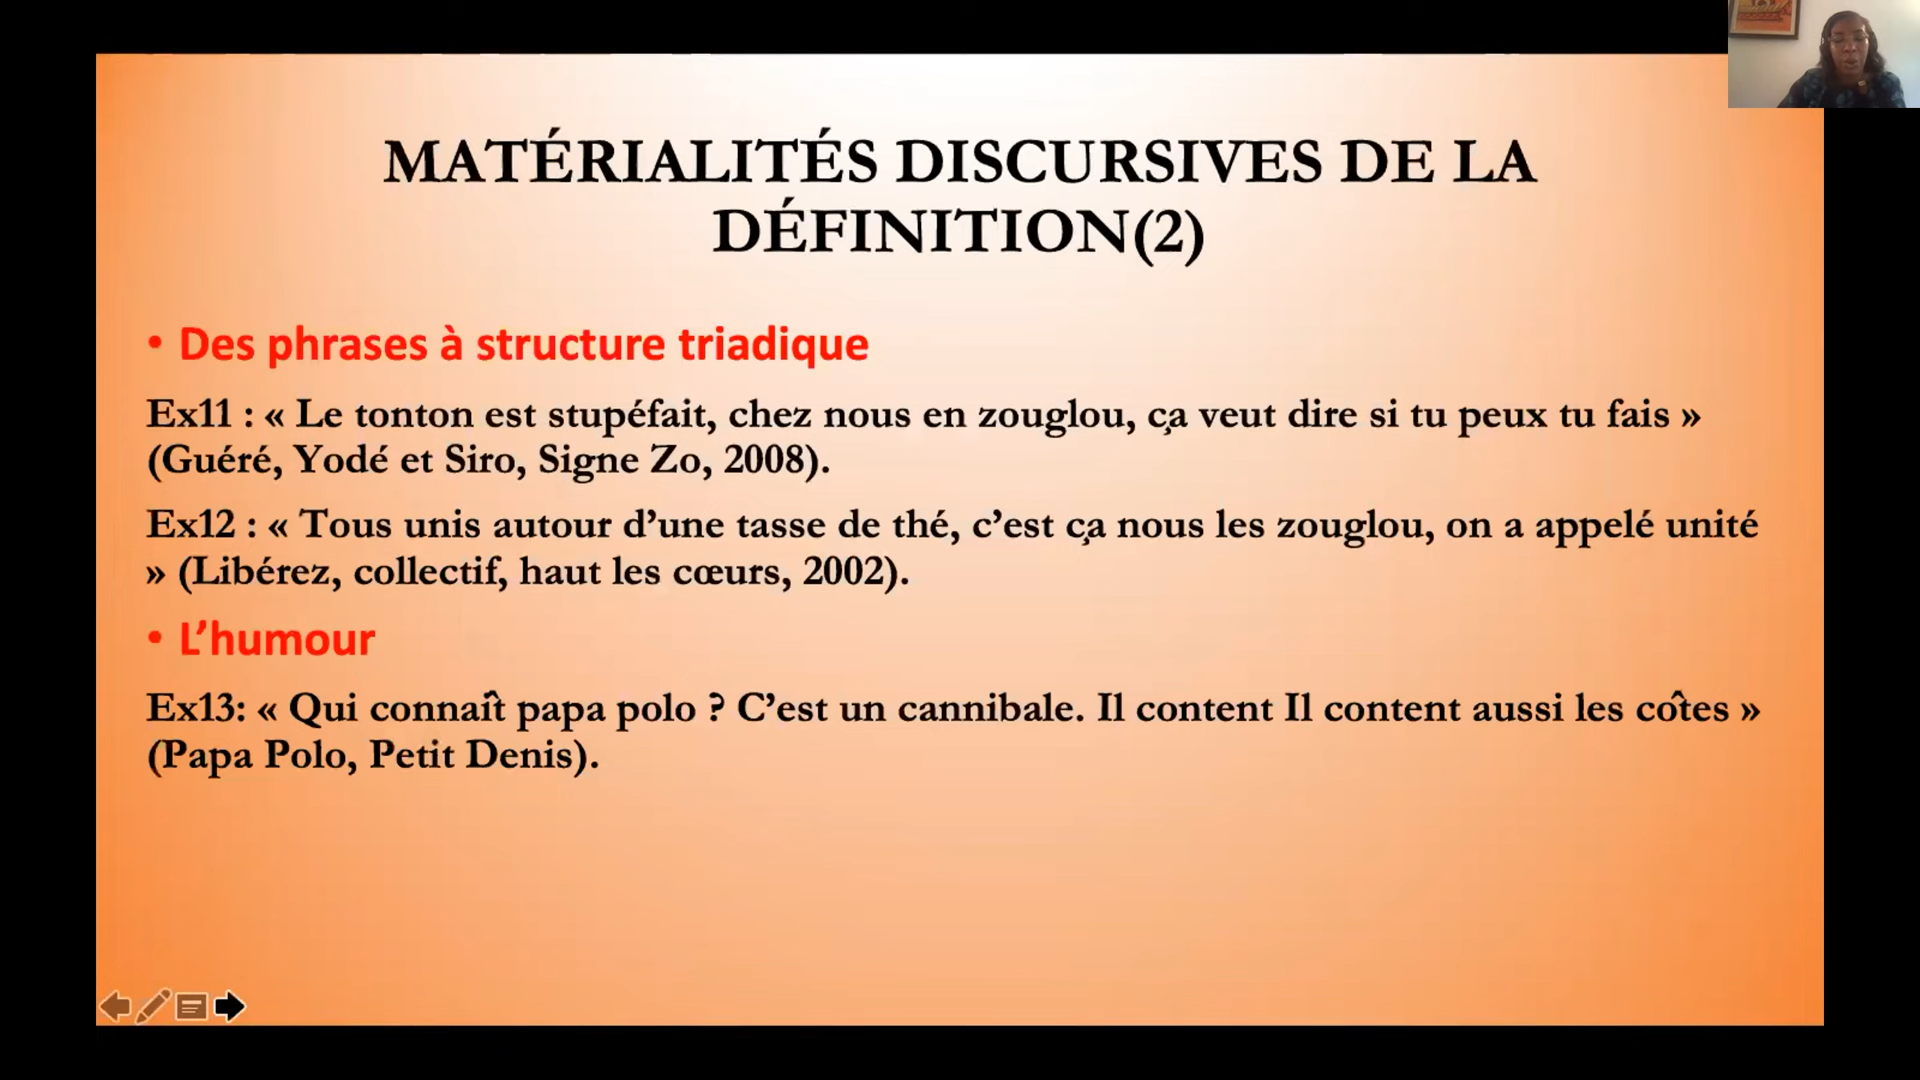 MATÉRIALITÉS DISCURSIVES DE LA
DÉFINITION(2)
• Des phrases à structure triadique
Ex11 : « Le tonton est stupéfait, chez nous en zouglou, ça veut dire si tu peux tu fais »
(Guéré, Yodé et Siro, Signe Zo, 2008).
Ex12 : « Tous unis autour d’une tasse de thé, c’est ça nous les zouglou, on a appelé unité
» (Libérez, collectif, haut les cœurs, 2002).
• L’humour
Ex13: « Qui connaît papa polo ? C’est un cannibale. Il content Il content aussi les côtes »
(Papa Polo, Petit Denis).